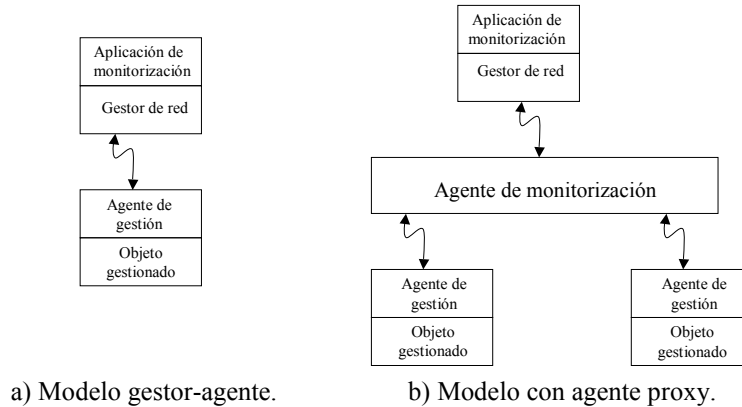 Aplicación de
monitorización
Gestor de red
Agente de
gestión
Objeto
gestionado
a) Modelo gestor-agente.
Aplicación de
monitorización
Gestor de red
Agente de monitorización
Agente de
gestión
Objeto
gestionado
Agente de
gestión
Objeto
gestionado
b) Modelo con agente proxy.